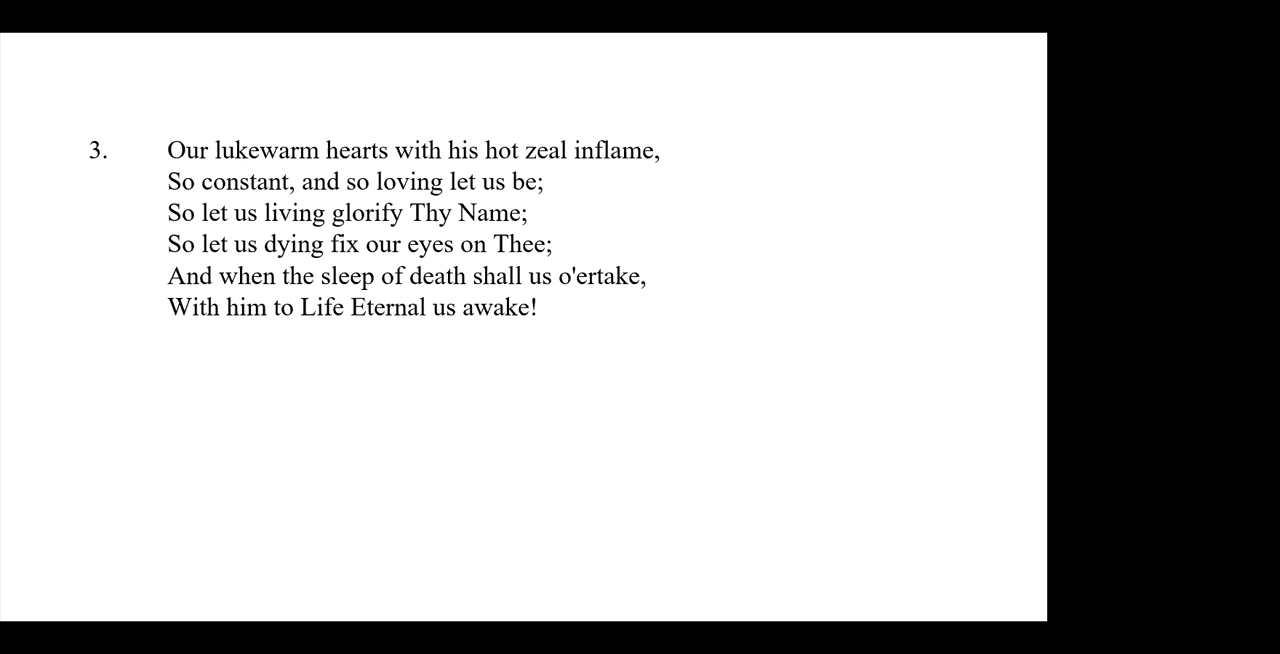 3. Our lukewarm hearts with his hot zeal inflame,
So constant, and so loving let us be;
So let us living glorify Thy Name;
So let us dying fix our eyes on Thee;
And when the sleep of death shall us o'ertake,
With him to Life Eternal us awake!